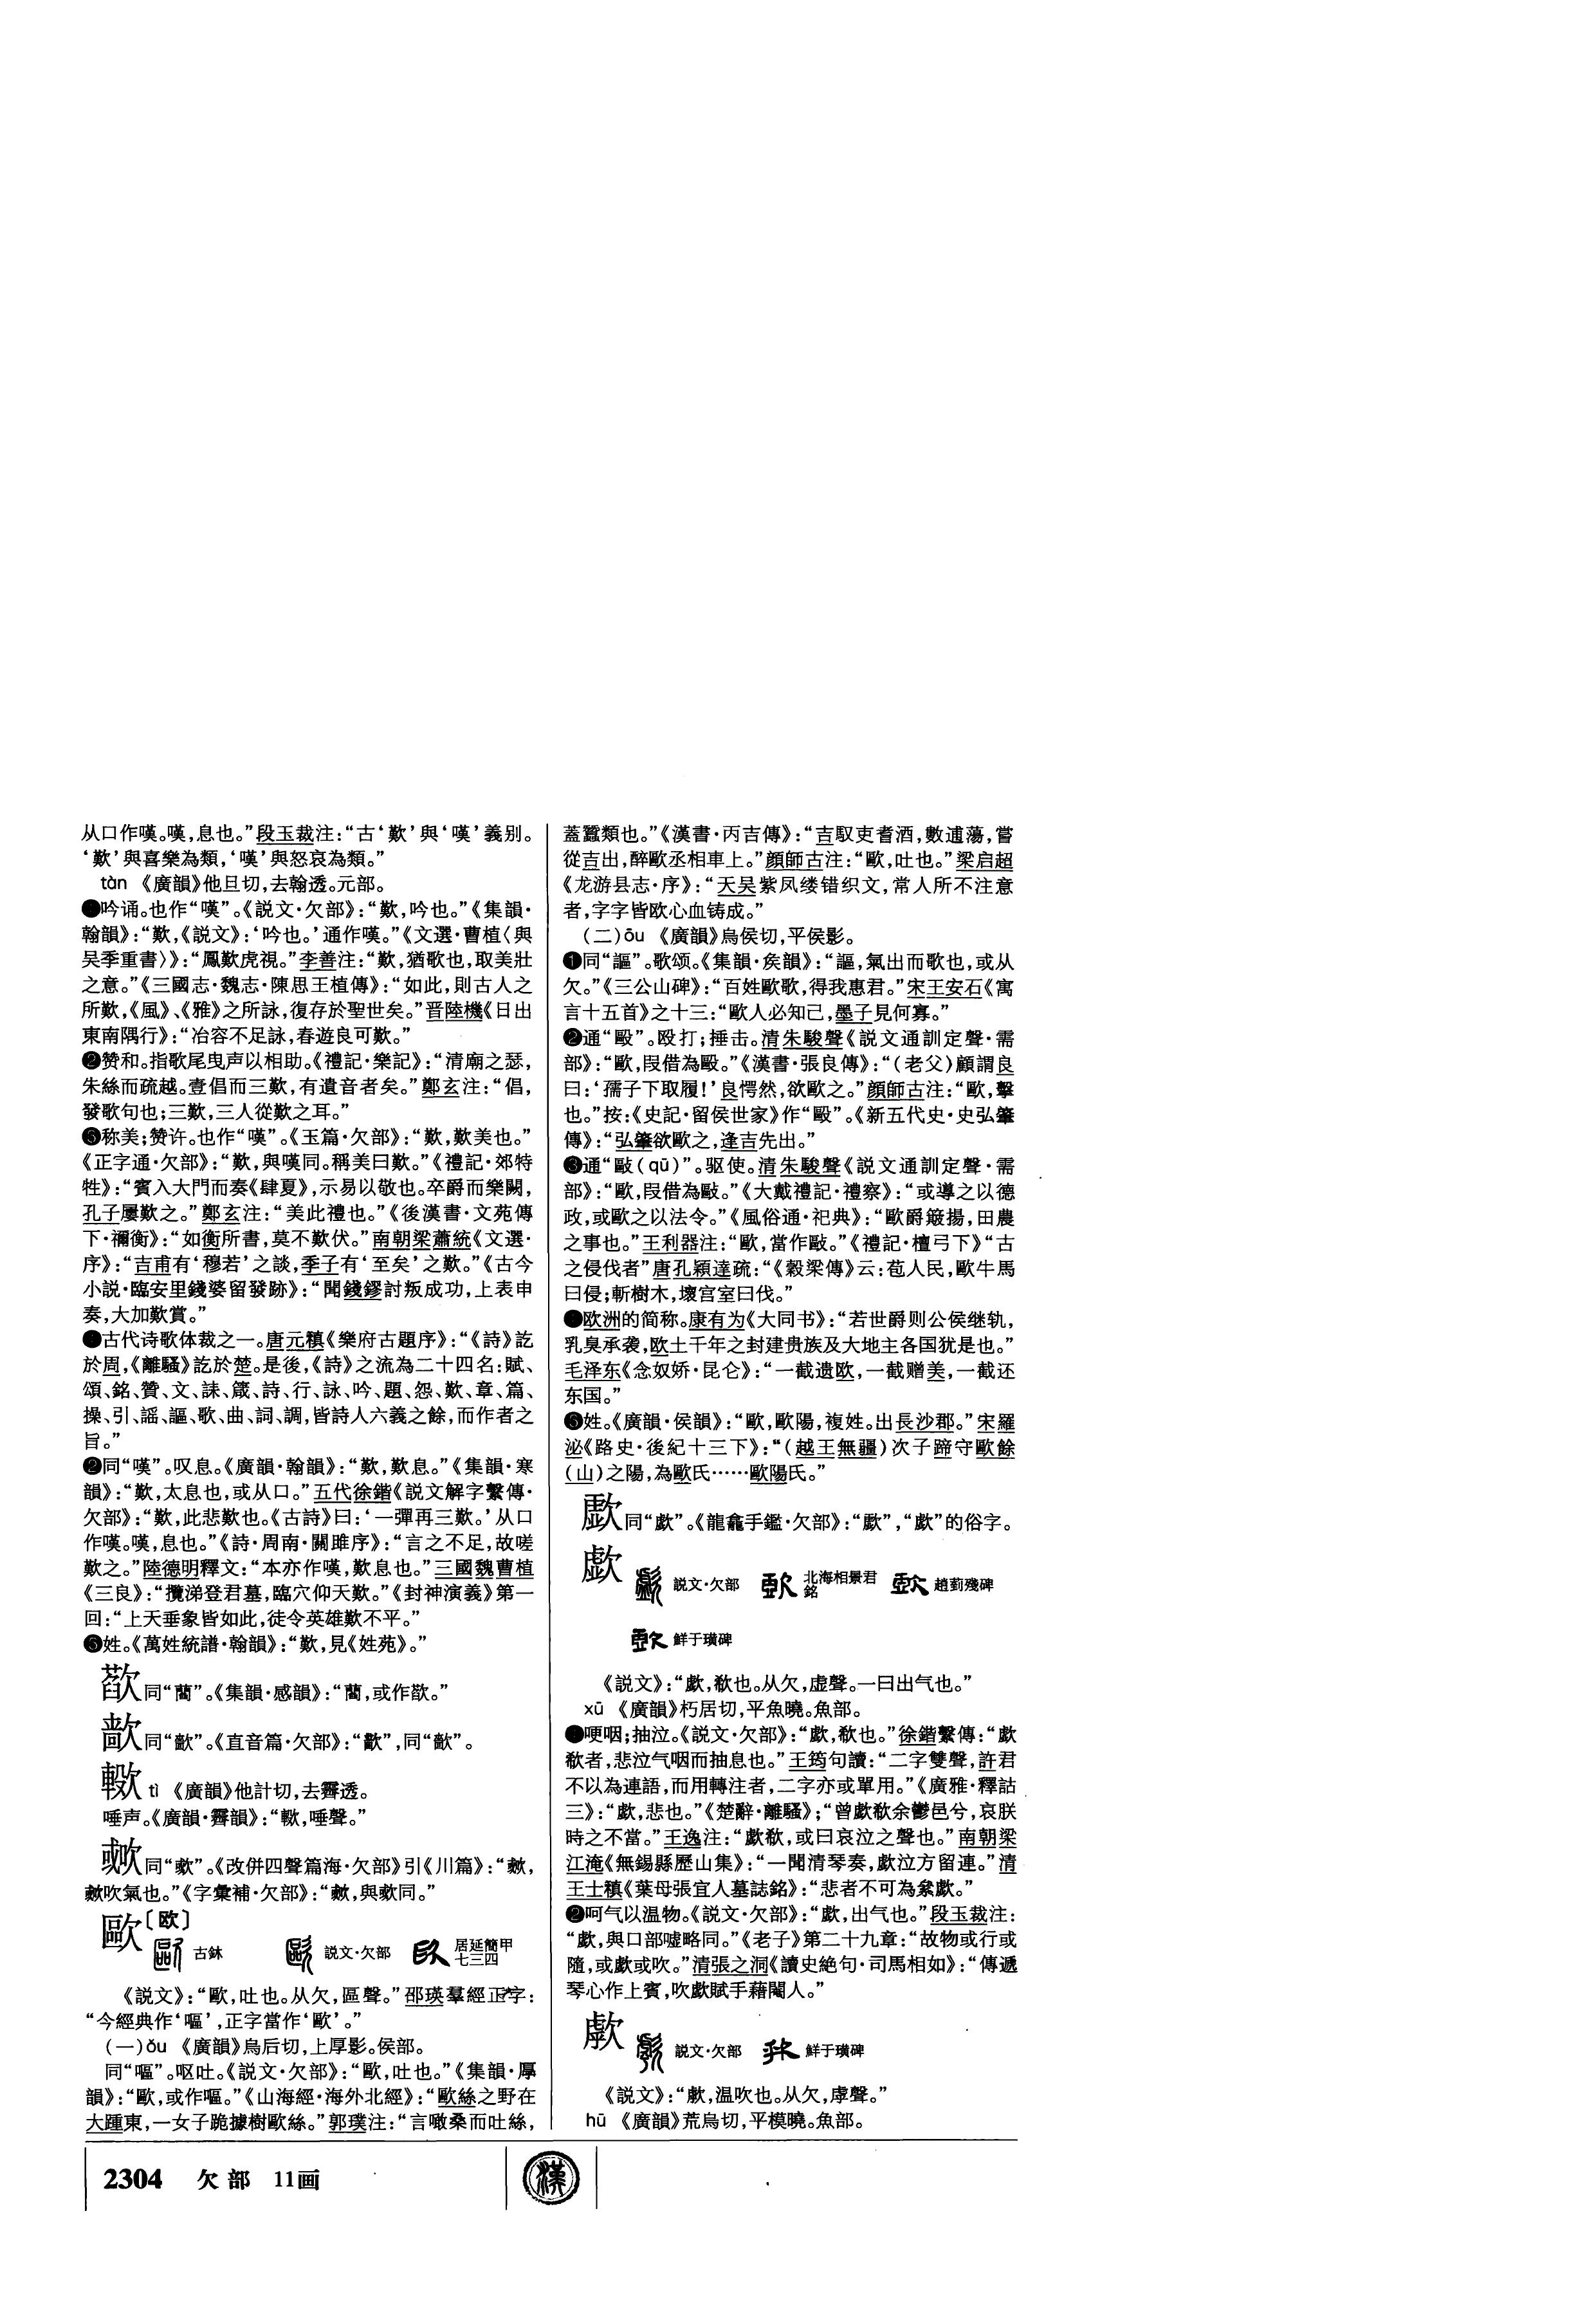 从口作嘆。嘆，息也。”段玉裁注：“古‘歎’與‘嘆’義别。
‘歎’與喜樂為類，‘嘆’與怒哀為類。”
tàn 《廣韻》他旦切，去翰透。元部。
❶吟诵。也作“嘆”。《説文·欠部》：“歎，吟也。”《集韻·
翰韻》：“歎，《説文》：‘吟也。’通作嘆。”《文選·曹植〈與
吴季重書〉》：“鳳歎虎視。”李善注：“歎，猶歌也，取美壯
之意。”《三國志·魏志·陳思王植傳》：“如此，則古人之
所歎，《風》、《雅》之所詠，復存於聖世矣。”晋陸機《日出
東南隅行》：“冶容不足詠，春遊良可歎。”
❷赞和。指歌尾曳声以相助。《禮記·樂記》：“清廟之瑟，
朱絲而疏越。壹倡而三歎，有遺音者矣。”鄭玄注：“倡，
發歌句也；三歎，三人從歎之耳。”
❸称美；赞许。也作“嘆”。《玉篇·欠部》：“歎，歎美也。”
《正字通·欠部》：“歎，與嘆同。稱美曰歎。”《禮記·郊特
牲》：“賓入大門而奏《肆夏》，示易以敬也。卒爵而樂闋，
孔子屢歎之。”鄭玄注：“美此禮也。”《後漢書·文苑傳
下·禰衡》：“如衡所書，莫不歎伏。”南朝梁蕭統《文選·
序》：“吉甫有‘穆若’之談，季子有‘至矣’之歎。”《古今
小説·臨安里錢婆留發跡》：“聞錢鏐討叛成功，上表申
奏，大加歎賞。”
❹古代诗歌体裁之一。唐元稹《樂府古題序》：“《詩》訖
於周，《離騷》訖於楚。是後，《詩》之流為二十四名：賦、
頌、銘、贊、文、誄、箴、詩、行、詠、吟、題、怨、歎、章、篇、
操、引、謡、謳、歌、曲、詞、調，皆詩人六義之餘，而作者之
旨。”
❷同“嘆”。叹息。《廣韻·翰韻》：“歎，歎息。”《集韻·寒
韻》：“歎，太息也，或从口。”五代徐鍇《説文解字繫傳·
欠部》：“歎，此悲歎也。《古詩》曰：‘一彈再三歎。’从口
作嘆。嘆，息也。”《詩·周南·關雎序》：“言之不足，故嗟
歎之。”陸德明釋文：“本亦作嘆，歎息也。”三國魏曹植
《三良》：“攬涕登君墓，臨穴仰天歎。”《封神演義》第一
回：“上天垂象皆如此，徒令英雄歎不平。”
❻姓。《萬姓統譜·翰韻》：“歎，見《姓苑》。”
同“䕞”。《集韻·感韻》：“䕞，或作。”
同“歡”。《直音篇·欠部》：“”，同“”。
tì 《廣韻》他計切，去霽透。
唾声。《廣韻·霽韻》：“，唾聲。”
同“”。《改併四聲篇海·欠部》引《川篇》：“，
吹氣也。”《字彙補·欠部》：“，與同。”
歐〔欧〕
古鉥 説文·欠部 居延簡甲七三四
《説文》：“歐，吐也。从欠，區聲。”邵瑛羣經正字：
“今經典作‘嘔’，正字當作‘歐’。”
（一）ǒu 《廣韻》烏后切，上厚影。侯部。
同“嘔”。呕吐。《説文·欠部》：“歐，吐也。”《集韻·厚
韻》：“歐，或作嘔。”《山海經·海外北經》：“歐絲之野在
大踵東，一女子跪據樹歐絲。”郭璞注：“言噉桑而吐絲，
蓋蠶類也。”《漢書·丙吉傳》：“吉馭吏耆酒，數逋蕩，嘗
從吉出，醉歐丞相車上。”顔師古注：“歐，吐也。”梁启超
《龙游县志·序》：“天吴紫凤缕错织文，常人所不注意
者，字字皆欧心血铸成。”
（二）ōu 《廣韻》烏侯切，平侯影。
❶同“謳”。歌颂。《集韻·矦韻》：“謳，氣出而歌也，或从
欠。”《三公山碑》：“百姓歐歌，得我惠君。”宋王安石《寓
言十五首》之十三：“歐人必知己，墨子見何寡。”
❷通“毆”。殴打；捶击。清朱駿聲《説文通訓定聲·需
部》：“歐，叚借為毆。”《漢書·張良傳》：“（老父）顧謂良
曰：‘孺子下取履！’良愕然，欲歐之。”顔師古注：“歐，擊
也。”按：《史記·留侯世家》作“毆”。《新五代史·史弘肇
傳》：“弘肇欲歐之，逢吉先出。”
❸通“敺（qū）”。驱使。清朱駿聲《説文通訓定聲·需
部》：“歐，叚借為敺。”《大戴禮記·禮察》：“或導之以德
政，或歐之以法令。”《風俗通·祀典》：“歐爵簸揚，田農
之事也。”王利器注：“歐，當作敺。”《禮記·檀弓下》“古
之侵伐者”唐孔穎達疏：“《穀梁傳》云：苞人民，歐牛馬
曰侵；斬樹木，壞宫室曰伐。”
❹欧洲的简称。康有为《大同书》：“若世爵则公侯继轨，
乳臭承袭，欧土千年之封建贵族及大地主各国犹是也。”
毛泽东《念奴娇·昆仑》：“一截遗欧，一截赠美，一截还
东国。”
❺姓。《廣韻·侯韻》：“歐，歐陽，複姓。出長沙郡。”宋羅
泌《路史·後紀十三下》：“（越王無疆）次子蹄守歐餘
（山）之陽，為歐氏……歐陽氏。”
同“歔”。《龍龕手鑑·欠部》：“”，“歔”的俗字。
歔
説文·欠部 北海相景君銘 趙菿殘碑
鮮于璜碑
《説文》：“歔，欷也。从欠，虚聲。一曰出气也。”
xū 《廣韻》朽居切，平魚曉。魚部。
❶哽咽；抽泣。《説文·欠部》：“歔，欷也。”徐鍇繫傳：“歔
欷者，悲泣气咽而抽息也。”王筠句讀：“二字雙聲，許君
不以為連語，而用轉注者，二字亦或單用。”《廣雅·釋詁
三》：“歔，悲也。”《楚辭·離騷》；“曾歔欷余鬱邑兮，哀朕
時之不當。”王逸注：“歔欷，或曰哀泣之聲也。”南朝梁
江淹《無錫縣歷山集》：“一聞清琴奏，歔泣方留連。”清
王士稹《葉母張宜人墓誌銘》：“悲者不可為絫歔。”
❷呵气以温物。《説文·欠部》：“歔，出气也。”段玉裁注：
“歔，與口部嘘略同。”《老子》第二十九章：“故物或行或
隨，或歔或吹。”清張之洞《讀史絶句·司馬相如》：“傳遞
琴心作上賓，吹歔賦手藉閹人。”
歑
説文·欠部 鮮于璜碑
《説文》：“歑，温吹也。从欠，虖聲。”
hū 《廣韻》荒烏切，平模曉。魚部。
2304 欠部 11画
漢